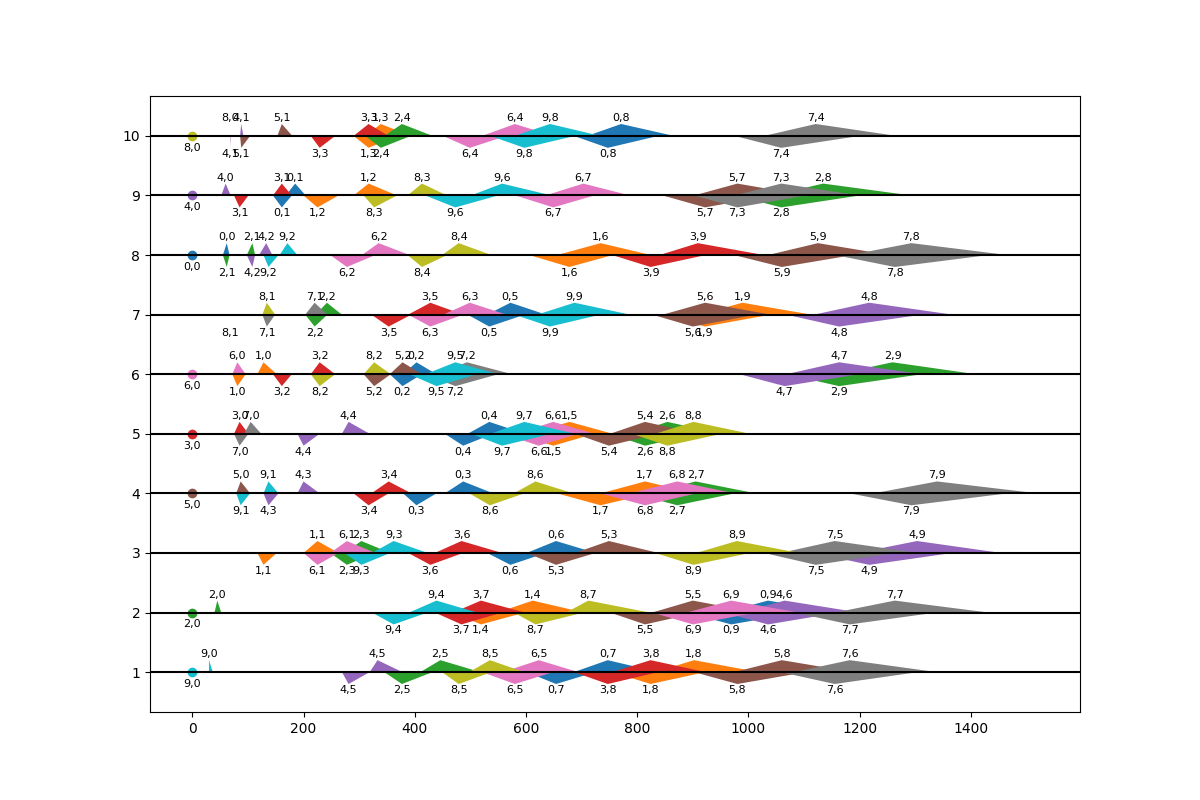 8,0 4,1 5,1 3,1 1,3 2,4 6,4 9,8 0,8 7,4
10
8,0 4,1 5,1 3,3 1,3 2,4 6,4 9,8 0,8 7,4
4,0 3,1 0,1 1,2 8,3 9,6 6,7 5,7 7,3 2,8
9
4,0 3,1 0,1 1,2 8,3 9,6 6,7 5,7 7,3 2,8
0,0 2,1 4,2 9,2 6,2 8,4 1,6 3,9 5,9 7,8
8
0,0 2,1 4,2 9,2 6,2 8,4 1,6 3,9 5,9 7,8
8,1 7,1 2,2 3,5 6,3 0,5 9,9 5,6 1,9 4,8
7
8,1 7,1 2,2 3,5 6,3 0,5 9,9 5,6 1,9 4,8
6,0 1,0 3,2 8,2 5,2 0,2 9,5 7,2 4,7 2,9
6
6,0 1,0 3,2 8,2 5,2 0,2 9,5 7,2 4,7 2,9
3,0 7,0 4,4 0,4 9,7 6,6 1,5 5,4 2,6 8,8
5
3,0 7,0 4,4 0,4 9,7 6,6 1,5 5,4 2,6 8,8
5,0 9,1 4,3 3,4 0,3 8,6 1,7 6,8 2,7 7,9
4
5,0 9,1 4,3 3,4 0,3 8,6 1,7 6,8 2,7 7,9
1,1 6,1 2,3 9,3 3,6 0,6 5,3 8,9 7,5 4,9
3
1,1 6,1 2,3 9,3 3,6 0,6 5,3 8,9 7,5 4,9
2,0 9,4 3,7 1,4 8,7 5,5 6,9 0,9 4,6 7,7
2
2,0 9,4 3,7 1,4 8,7 5,5 6,9 0,9 4,6 7,7
9,0 4,5 2,5 8,5 6,5 0,7 3,8 1,8 5,8 7,6
1
9,0 4,5 2,5 8,5 6,5 0,7 3,8 1,8 5,8 7,6
0 200 400 600 800 1000 1200 1400